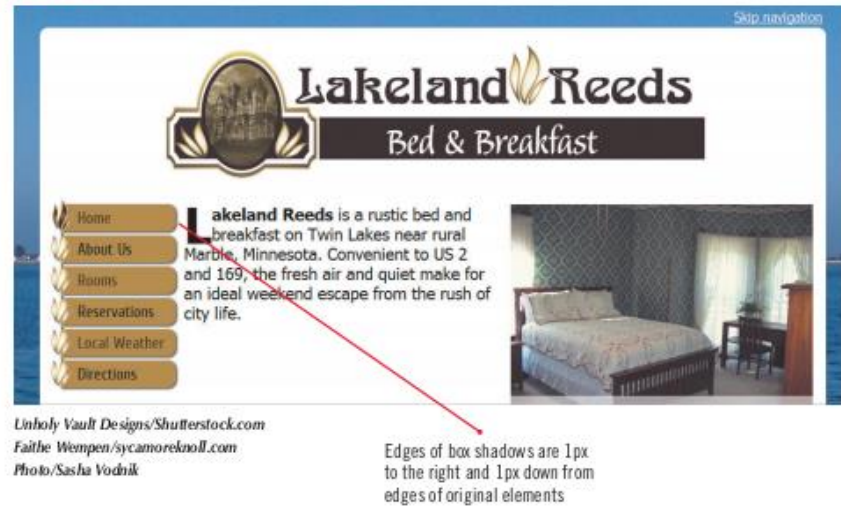 Skip navigation
Lakeland Reeds
Bed & Breakfast
Home
About Us
Rooms
Reservations
Local Weather
Directions
Lakeland Reeds is a rustic bed and
breakfast on Twin Lakes near rural
Marble, Minnesota. Convenient to US 2
and 169, the fresh air and quiet make for
an ideal weekend escape from the rush of
city life.
Unholy Vault Designs/Shutterstock.com
Faithe Wempen/sycamoreknoll.com
Photo/Sasha Vodnik
Edges of box shadows are 1px
to the right and 1px down from
edges of original elements